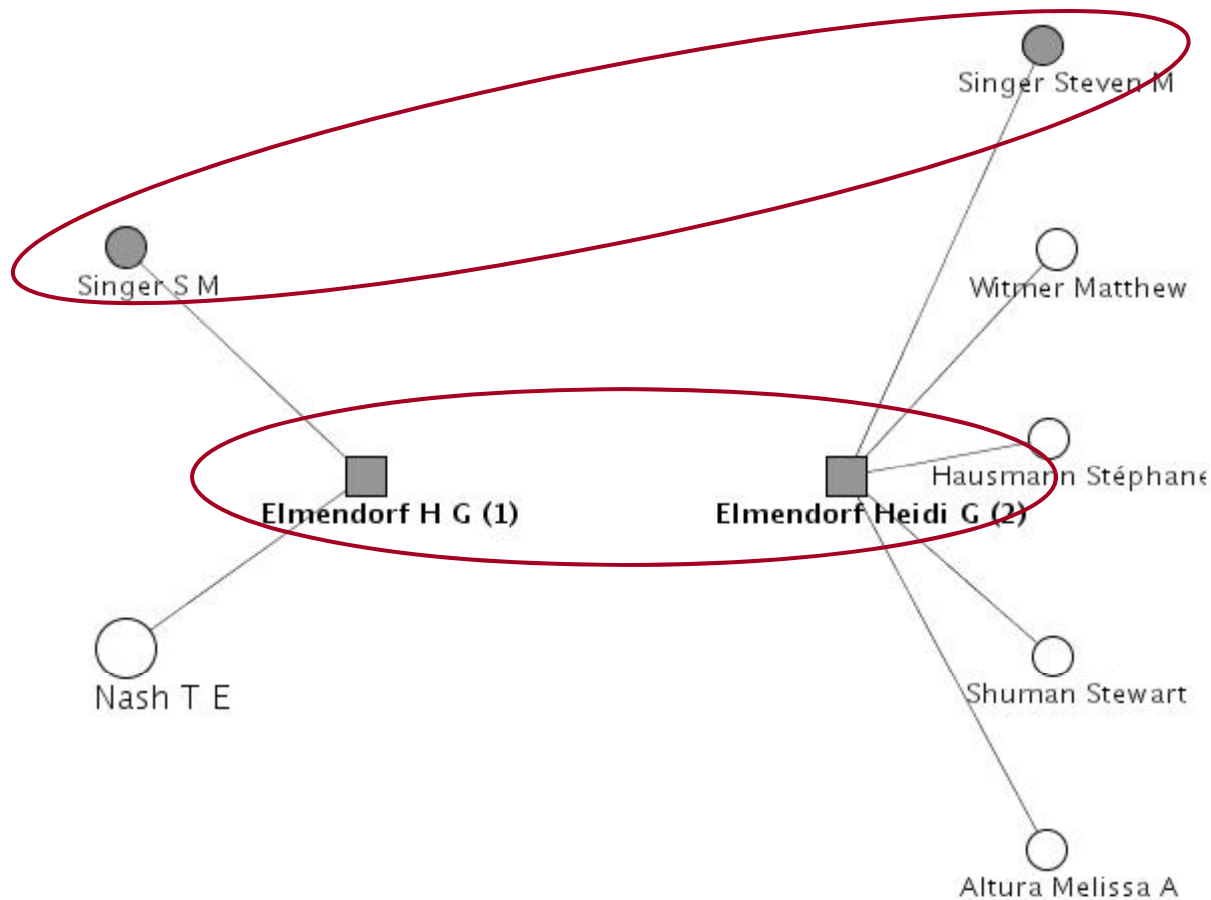 Singer Steven M
Singer S M
Witmer Matthew
Hausmann Stéphane
Elmendorf H G (1)
Elmendorf Heidi G (2)
Nash T E
Shuman Stewart
Altura Melissa A